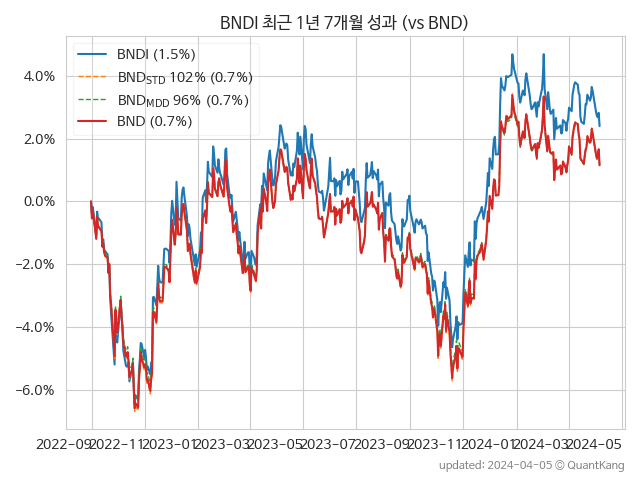 BNDI 최근 1년 7개월 성과 (vs BND)
BNDI (1.5%)
BND_STD 102% (0.7%)
BND_MDD 96% (0.7%)
BND (0.7%)
4.0%
2.0%
0.0%
−2.0%
−4.0%
−6.0%
2022-09 2022-11 2023-01 2023-03 2023-05 2023-07 2023-09 2023-11 2024-01 2024-03 2024-05
updated: 2024-04-05 © QuantKang